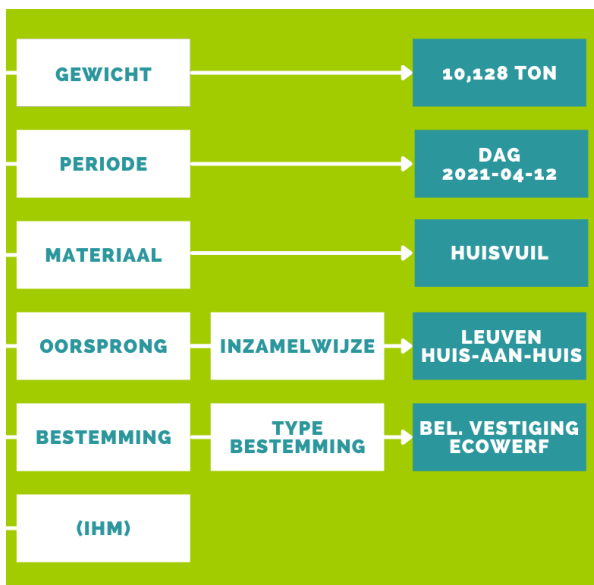 GEWICHT
10,128 TON
PERIODE
DAG
2021-04-12
MATERIAAL
HUISVUIL
OORSPRONG
INZAMELWIJZE
LEUVEN
HUIS-AAN-HUIS
BESTEMMING
TYPE
BESTEMMING
BEL. VESTIGING
ECOWERF
(IHM)